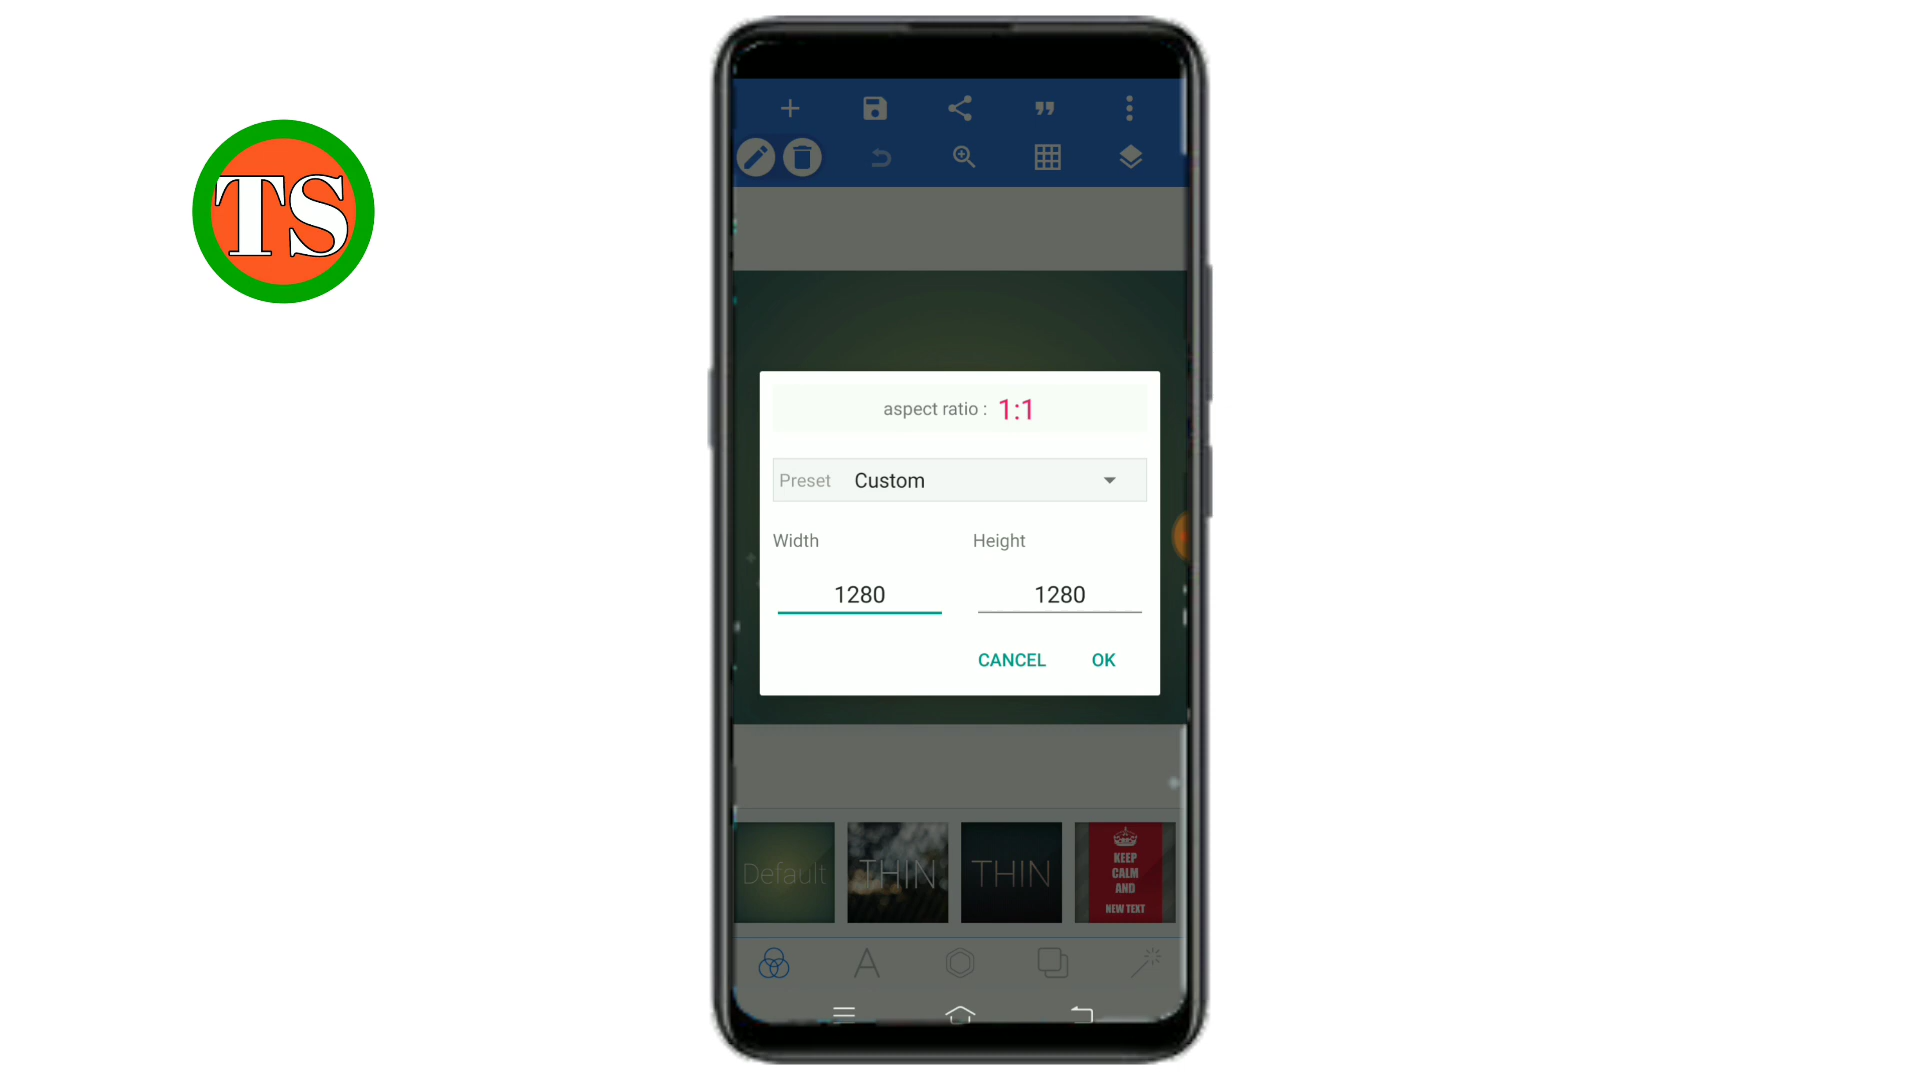 TS
aspect ratio : 1:1
Preset Custom
Width Height
1280 1280
CANCEL OK
Default THIN THIN KEEP
CALM
AND
NEW TEXT
A